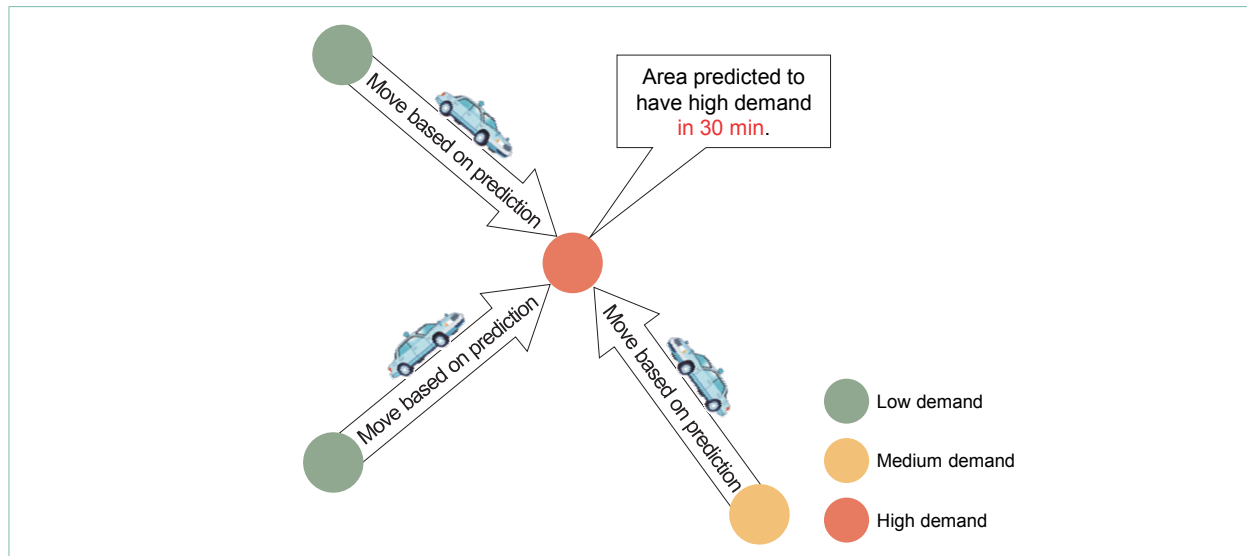 Move based on prediction
Area predicted to
have high demand
in 30 min.
Move based on prediction
Move based on prediction
Low demand
Medium demand
High demand